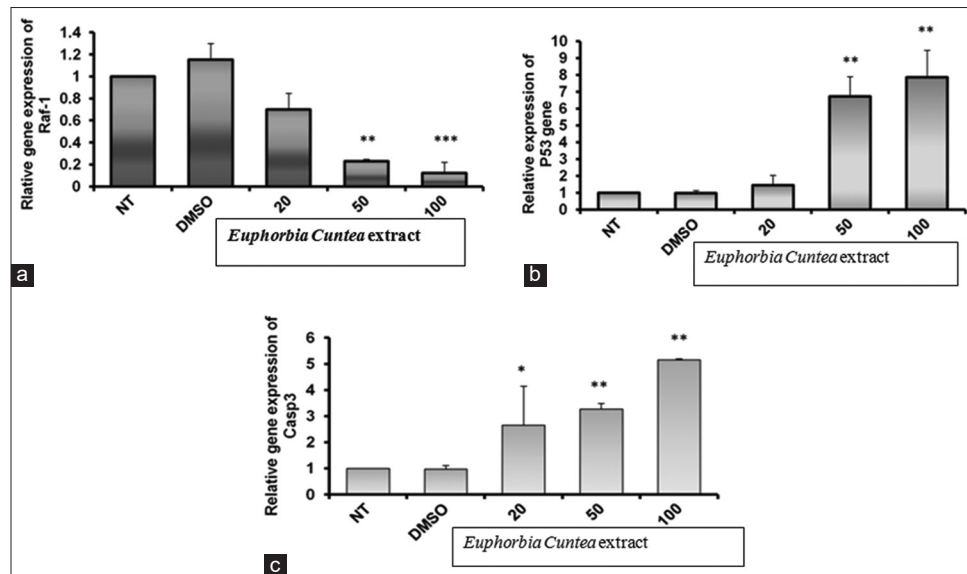 Rlative gene expression of
Raf-1
1.4
1.2
1
0.8
0.6
0.4
0.2
0
**
***
NT
DMSO
20
50
100
Euphorbia Cuntea extract
a
Relative expression of
P53 gene
10
9
8
7
6
5
4
3
2
1
0
**
**
NT
DMSO
20
50
100
Euphorbia Cuntea extract
b
Relative gene expression of
Casp3
6
5
4
3
2
1
0
*
**
**
NT
DMSO
20
50
100
Euphorbia Cuntea extract
c